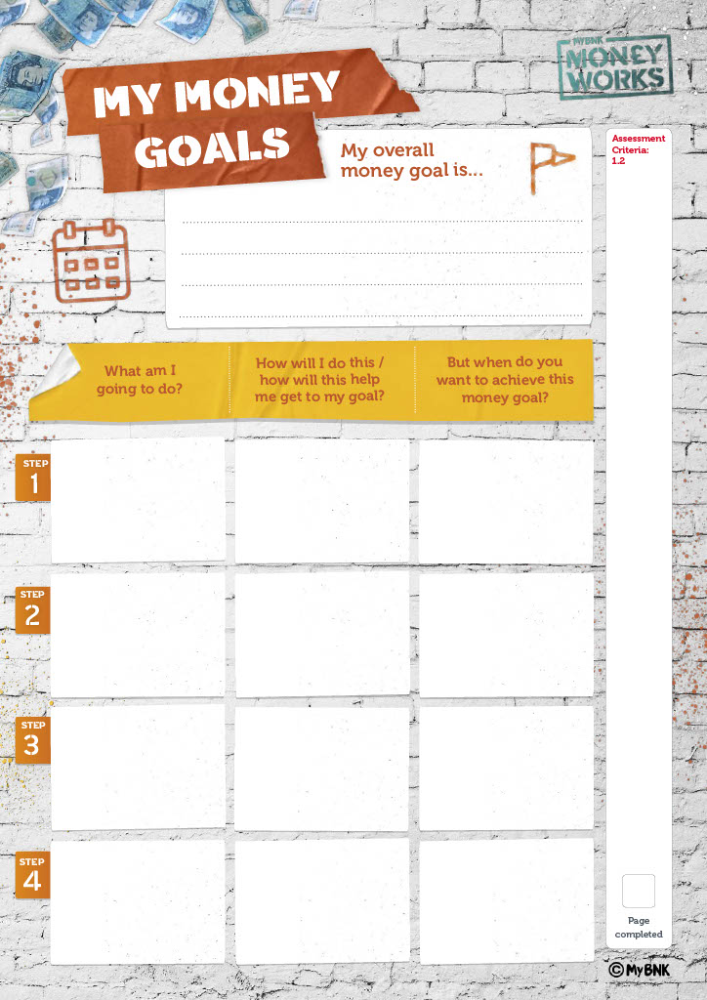 MYBNK
MONEY
WORKS
MY MONEY
GOALS
My overall
money goal is...
Assessment
Criteria:
1.2
What am I
going to do?
How will I do this /
how will this help
me get to my goal?
But when do you
want to achieve this
money goal?
STEP
1
STEP
2
STEP
3
STEP
4
Page
completed
© MyBNK